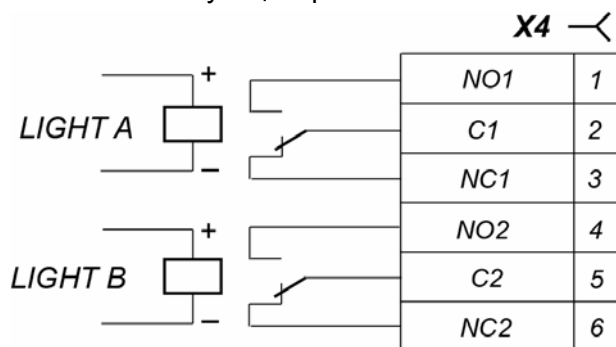 X4
+
NO1 1
LIGHT A
C1 2
–
NC1 3
+
NO2 4
LIGHT B
C2 5
–
NC2 6